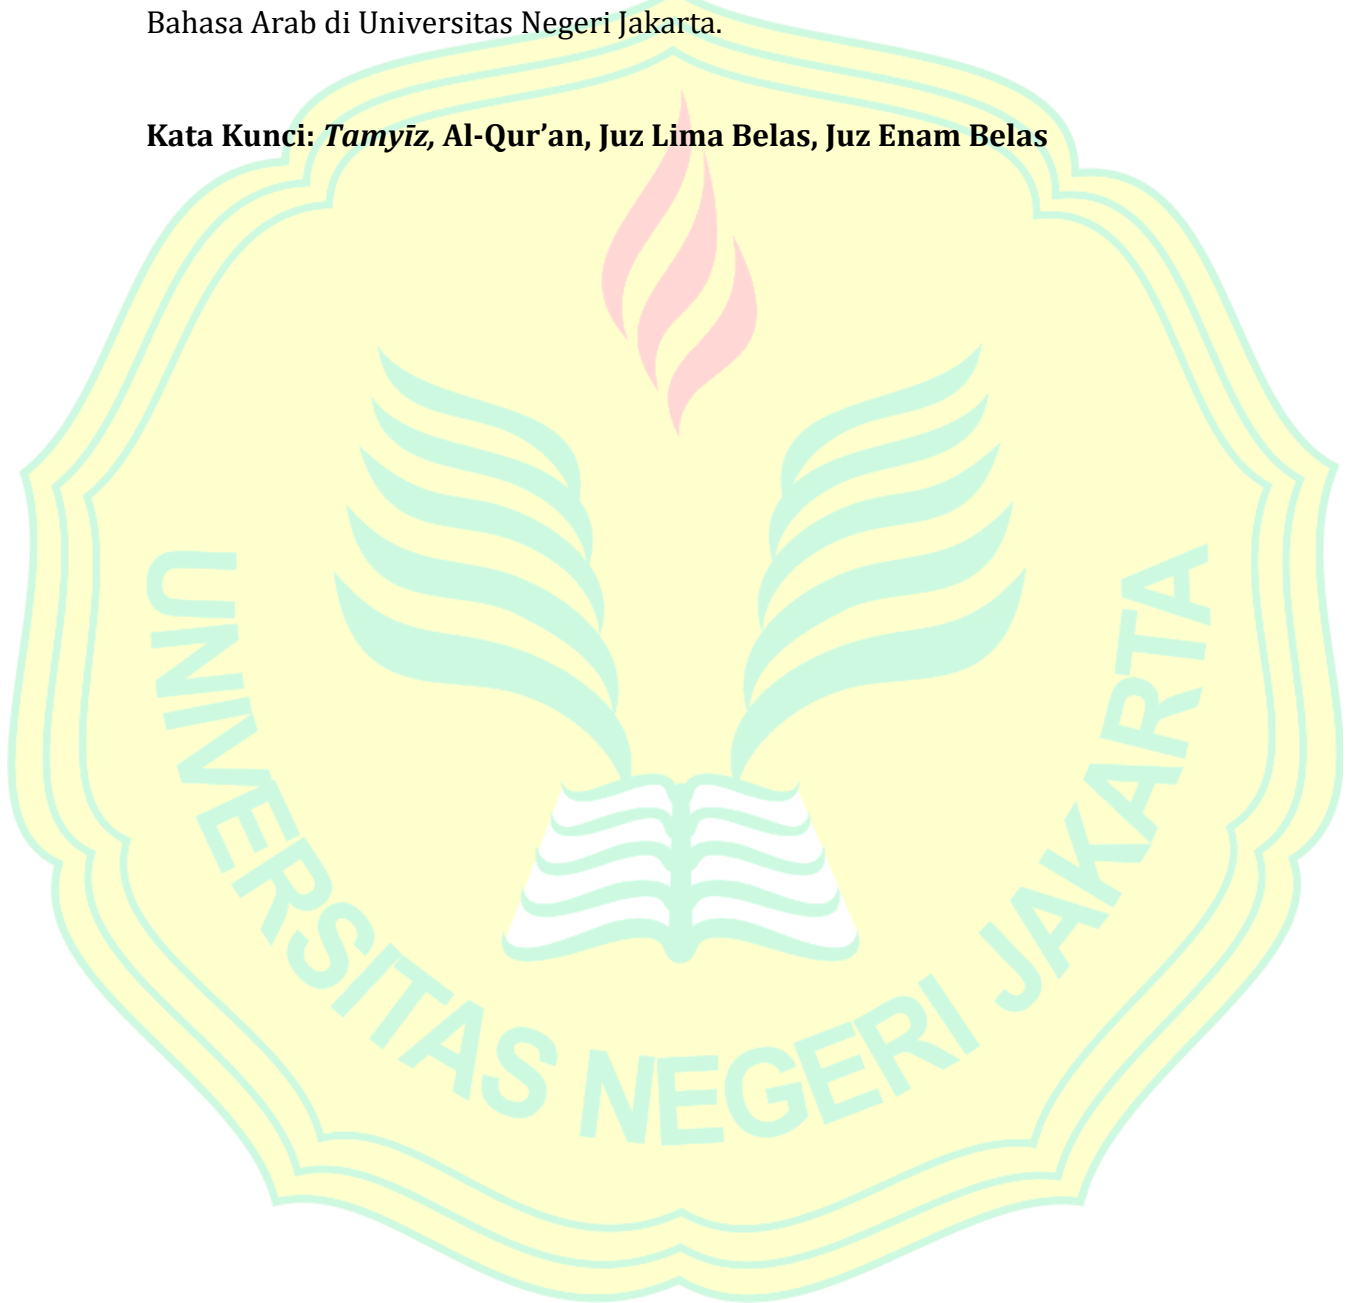 Bahasa Arab di Universitas Negeri Jakarta.
Kata Kunci: Tamyīz, Al-Qur’an, Juz Lima Belas, Juz Enam Belas
UNIVERSITAS NEGERI JAKARTA